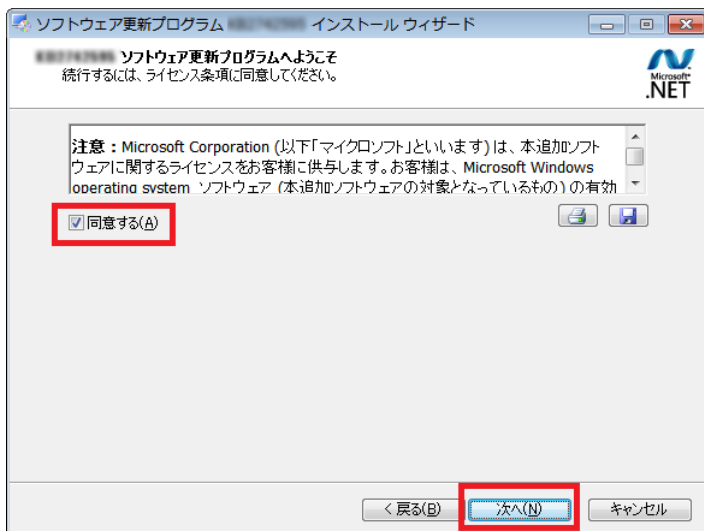 ソフトウェア更新プログラム インストール ウィザード
ソフトウェア更新プログラムへようこそ
続行するには、ライセンス条項に同意してください。
Microsoft
.NET
注意：Microsoft Corporation (以下「マイクロソフト」といいます) は、本追加ソフト
ウェアに関するライセンスをお客様に供与します。お客様は、Microsoft Windows
operating system ソフトウェア (本追加ソフトウェアの対象となっているもの) の有効
同意する(A)
< 戻る(B)
次へ(N)
キャンセル